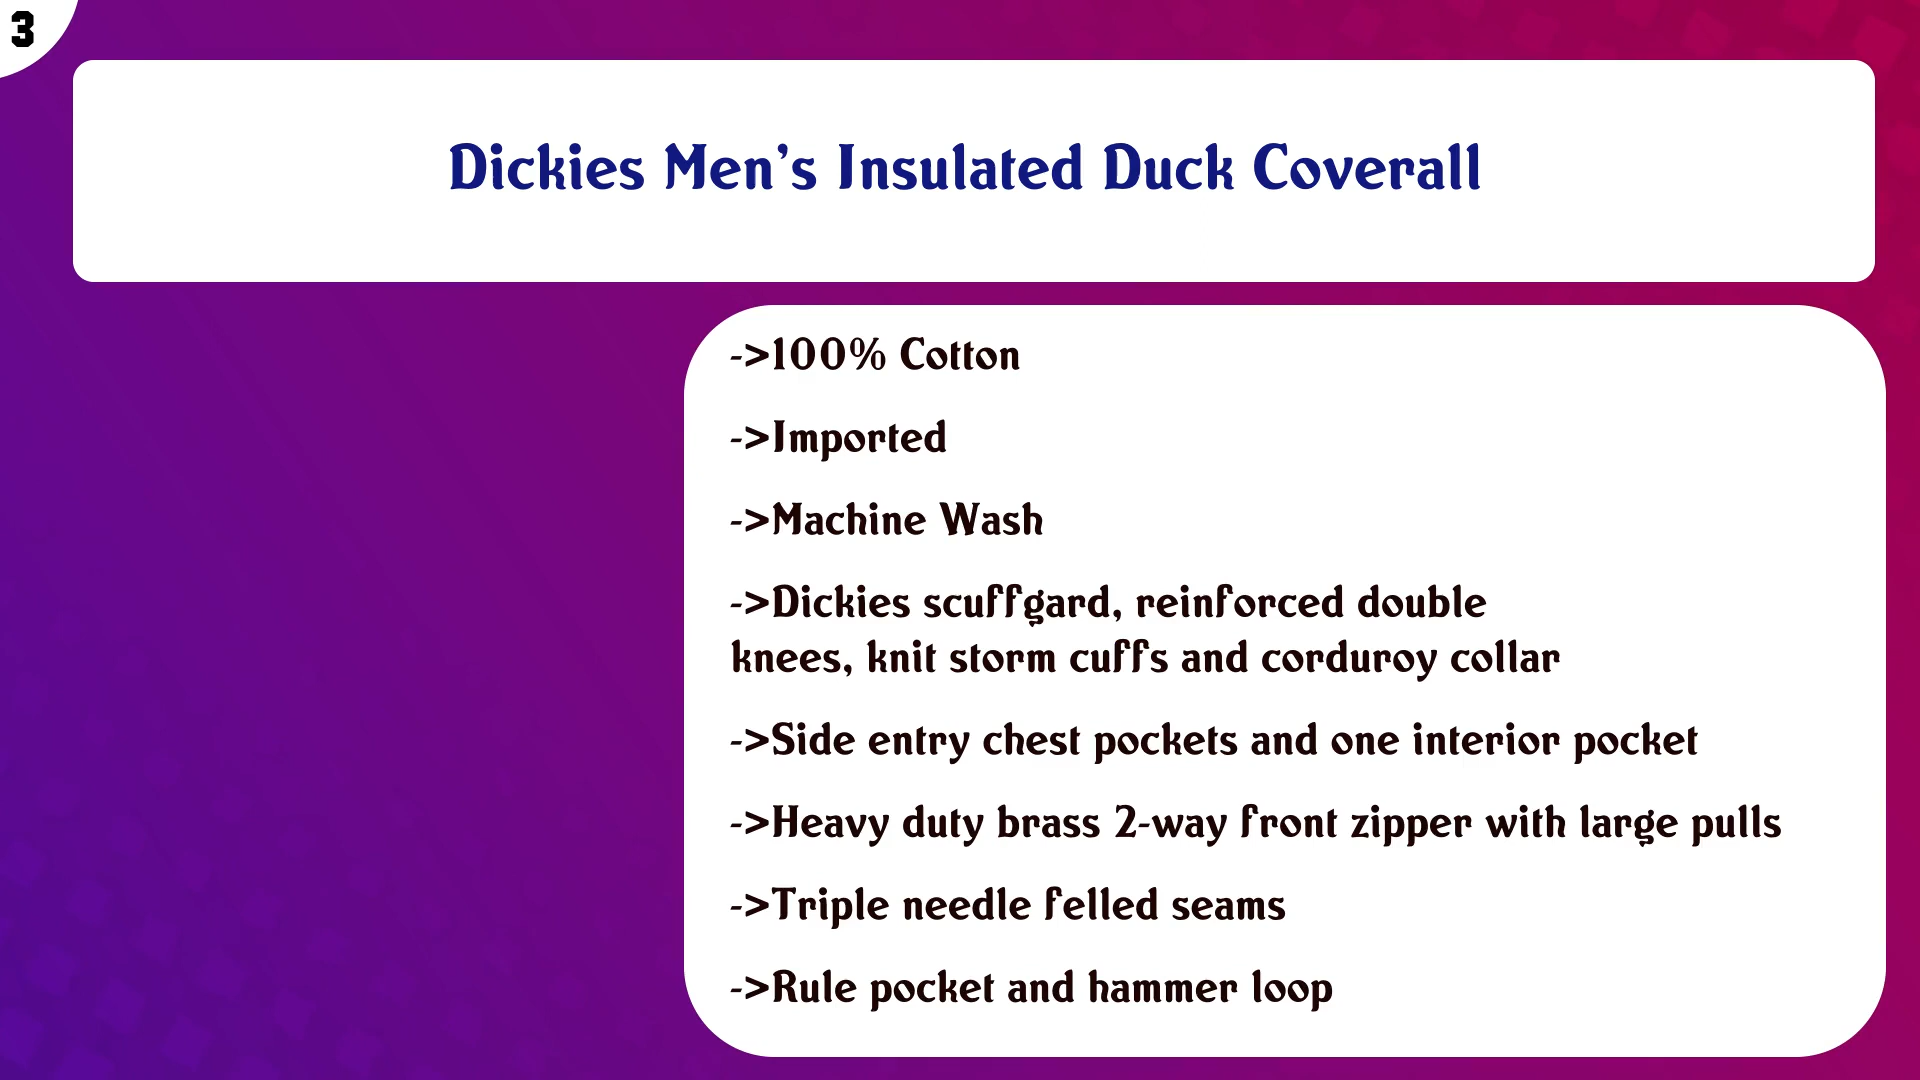 3
Dickies Men's Insulated Duck Coverall
->100% Cotton
->Imported
->Machine Wash
->Dickies scuffgard, reinforced double
knees, knit storm cuffs and corduroy collar
->Side entry chest pockets and one interior pocket
->Heavy duty brass 2-way front zipper with large pulls
->Triple needle felled seams
->Rule pocket and hammer loop